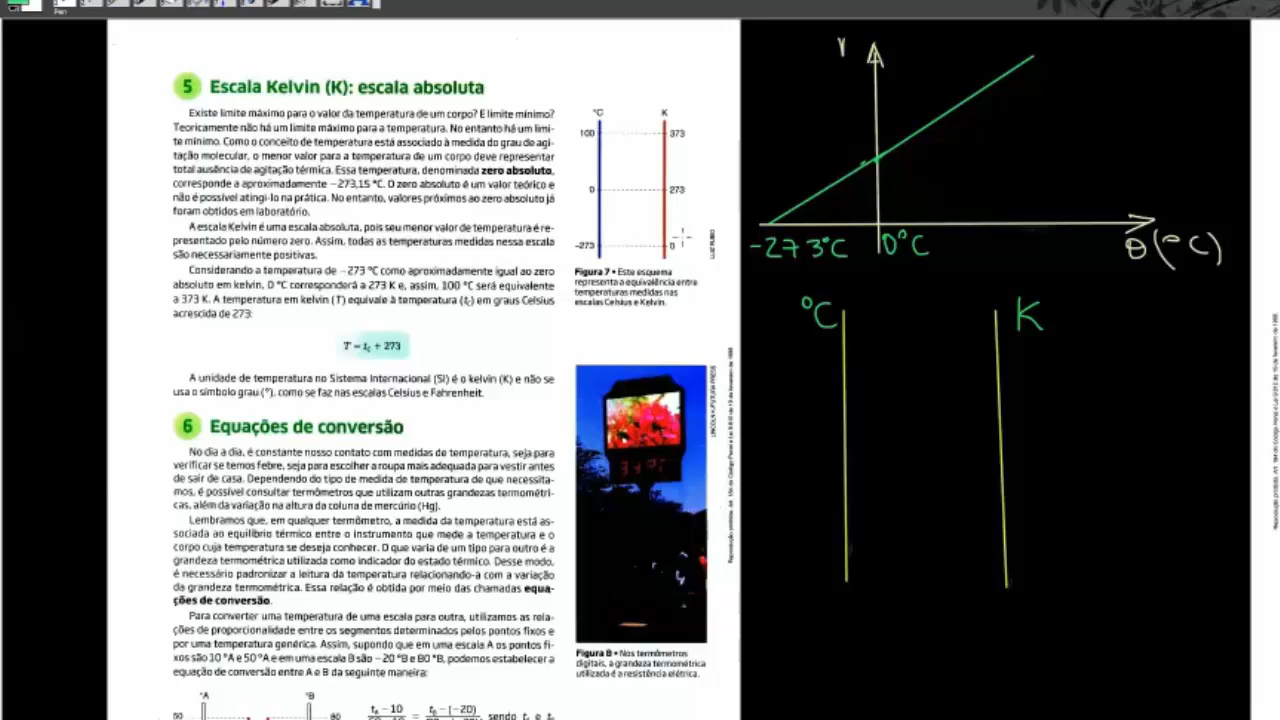 Pen
5 Escala Kelvin (K): escala absoluta
Existe limite máximo para o valor da temperatura de um corpo? E limite mínimo?
Teoricamente não há um limite máximo para a temperatura. No entanto há um limi-
te mínimo. Como o conceito de temperatura está associado à medida do grau de agi-
tação molecular, o menor valor para a temperatura de um corpo deve representar
total ausência de agitação térmica. Essa temperatura, denominada zero absoluto,
corresponde a aproximadamente −273,15 °C. O zero absoluto é um valor teórico e
não é possível atingi-lo na prática. No entanto, valores próximos ao zero absoluto já
foram obtidos em laboratório.
A escala Kelvin é uma escala absoluta, pois seu menor valor de temperatura é re-
presentado pelo número zero. Assim, todas as temperaturas medidas nessa escala
são necessariamente positivas.
Considerando a temperatura de −273 °C como aproximadamente igual ao zero
absoluto em kelvin, 0 °C corresponderá a 273 K e, assim, 100 °C será equivalente
a 373 K. A temperatura em kelvin (T) equivale à temperatura (tc) em graus Celsius
acrescida de 273:
T = tc + 273
A unidade de temperatura no Sistema Internacional (SI) é o kelvin (K) e não se
usa o símbolo grau (°), como se faz nas escalas Celsius e Fahrenheit.
6 Equações de conversão
No dia a dia, é constante nosso contato com medidas de temperatura, seja para
verificar se temos febre, seja para escolher a roupa mais adequada para vestir antes
de sair de casa. Dependendo do tipo de medida de temperatura de que necessita-
mos, é possível consultar termômetros que utilizam outras grandezas termométri-
cas, além da variação na altura da coluna de mercúrio (Hg).
Lembramos que, em qualquer termômetro, a medida da temperatura está as-
sociada ao equilíbrio térmico entre o instrumento que mede a temperatura e o
corpo cuja temperatura se deseja conhecer. O que varia de um tipo para outro é a
grandeza termométrica utilizada como indicador do estado térmico. Desse modo,
é necessário padronizar a leitura da temperatura relacionando-a com a variação
da grandeza termométrica. Essa relação é obtida por meio das chamadas equa-
ções de conversão.
Para converter uma temperatura de uma escala para outra, utilizamos as rela-
ções de proporcionalidade entre os segmentos determinados pelos pontos fixos e
por uma temperatura genérica. Assim, supondo que em uma escala A os pontos fi-
xos são 10 °A e 50 °A e em uma escala B são −20 °B e 80 °B, podemos estabelecer a
equação de conversão entre A e B da seguinte maneira:
°A °B
50 80
tA − 10 = tB − (−20)
sendo
°C K
100 373
0 273
-273 0
LUIZ RUBIO
Figura 7 • Este esquema
representa a equivalência entre
temperaturas medidas nas
escalas Celsius e Kelvin.
Figura 8 • Nos termômetros
digitais, a grandeza termométrica
utilizada é a resistência elétrica.
V
-273°C 0°C θ(°C)
°C K